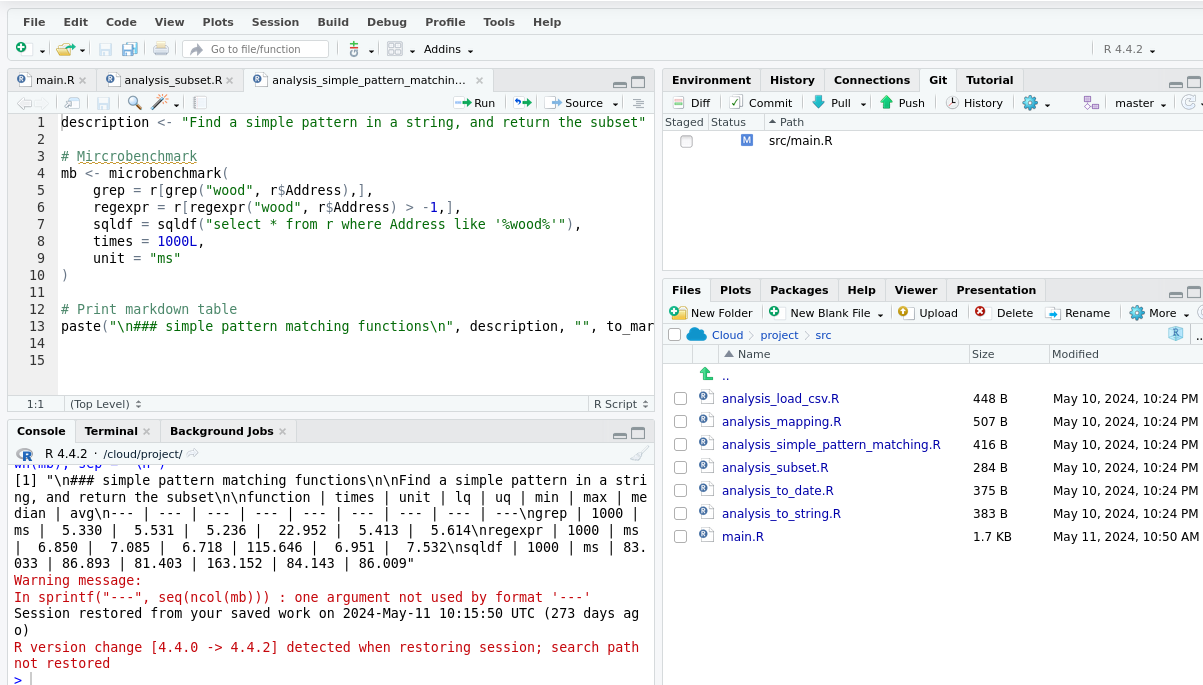 File Edit Code View Plots Session Build Debug Profile Tools Help
Go to file/function Addins R 4.4.2
main.R analysis_subset.R analysis_simple_pattern_matchin...
Run Source
1 description <- "Find a simple pattern in a string, and return the subset"
2
3 # Mircrobenchmark
4 mb <- microbenchmark(
5 grep = r[grep("wood", r$Address),],
6 regexpr = r[regexpr("wood", r$Address) > -1,],
7 sqldf = sqldf("select * from r where Address like '%wood%'"),
8 times = 1000L,
9 unit = "ms"
10 )
11
12 # Print markdown table
13 paste("\n### simple pattern matching functions\n", description, "", to_mar
14
15
1:1 (Top Level) R Script
Console Terminal Background Jobs
R 4.4.2 · /cloud/project/
[1] "\n### simple pattern matching functions\n\nFind a simple pattern in a stri
ng, and return the subset\n\nfunction | times | unit | lq | uq | min | max | me
dian | avg\n--- | --- | --- | --- | --- | --- | --- | --- | ---\ngrep | 1000 |
ms | 5.330 | 5.531 | 5.236 | 22.952 | 5.413 | 5.614\nregexpr | 1000 | ms
| 6.850 | 7.085 | 6.718 | 115.646 | 6.951 | 7.532\nsqldf | 1000 | ms | 83.
033 | 86.893 | 81.403 | 163.152 | 84.143 | 86.009"
Warning message:
In sprintf("---", seq(ncol(mb))) : one argument not used by format '---'
Session restored from your saved work on 2024-May-11 10:15:50 UTC (273 days ag
o)
R version change [4.4.0 -> 4.4.2] detected when restoring session; search path
not restored
>
Environment History Connections Git Tutorial
Diff Commit Pull Push History master
Staged Status Path
M src/main.R
Files Plots Packages Help Viewer Presentation
New Folder New Blank File Upload Delete Rename More
Cloud project src ..
Name Size Modified
..
analysis_load_csv.R 448 B May 10, 2024, 10:24 PM
analysis_mapping.R 507 B May 10, 2024, 10:24 PM
analysis_simple_pattern_matching.R 416 B May 10, 2024, 10:24 PM
analysis_subset.R 284 B May 10, 2024, 10:24 PM
analysis_to_date.R 375 B May 10, 2024, 10:24 PM
analysis_to_string.R 383 B May 10, 2024, 10:24 PM
main.R 1.7 KB May 11, 2024, 10:50 AM